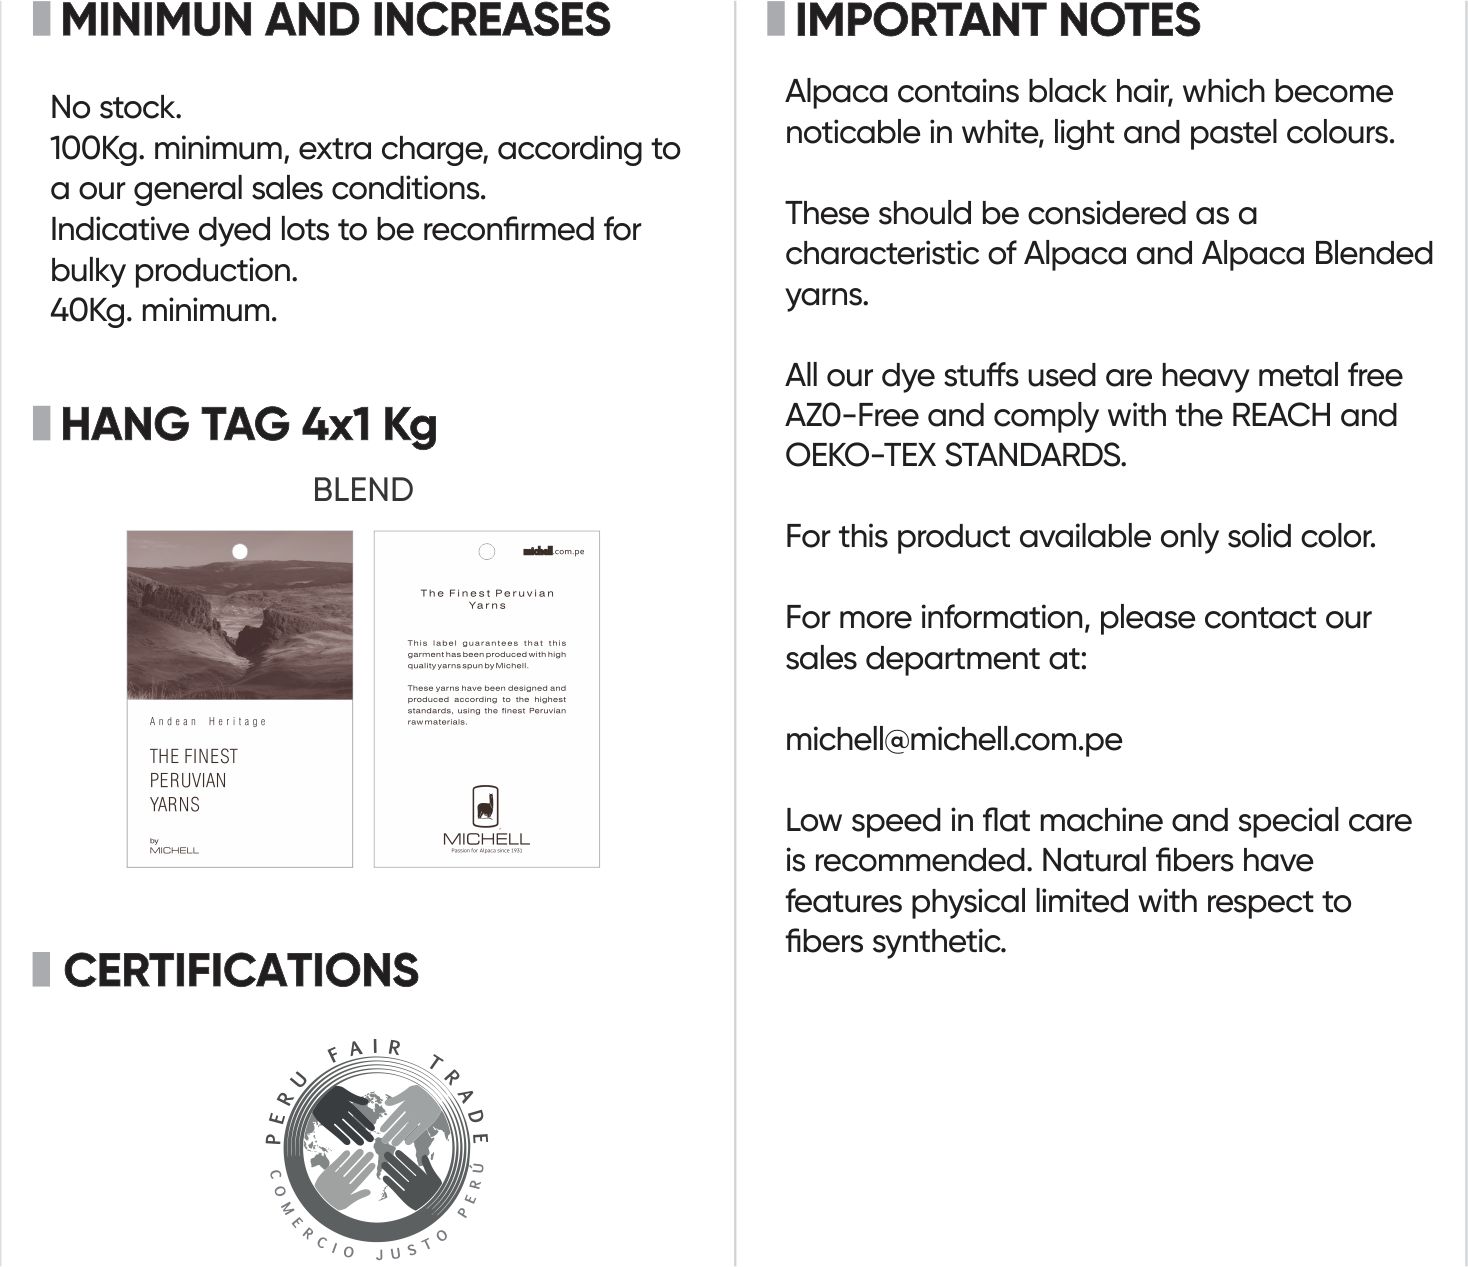 MINIMUN AND INCREASES
No stock.
100Kg. minimum, extra charge, according to
a our general sales conditions.
Indicative dyed lots to be reconfirmed for
bulky production.
40Kg. minimum.
HANG TAG 4x1 Kg
BLEND
Andean Heritage
THE FINEST
PERUVIAN
YARNS
by
MICHELL
michell.com.pe
The Finest Peruvian
Yarns
This label guarantees that this
garment has been produced with high
quality yarns spun by Michell.
These yarns have been designed and
produced according to the highest
standards, using the finest Peruvian
raw materials.
MICHELL
Passion for Alpaca since 1931
CERTIFICATIONS
PERU FAIR TRADE
COMERCIO JUSTO PERÚ
IMPORTANT NOTES
Alpaca contains black hair, which become
noticable in white, light and pastel colours.
These should be considered as a
characteristic of Alpaca and Alpaca Blended
yarns.
All our dye stuffs used are heavy metal free
AZ0-Free and comply with the REACH and
OEKO-TEX STANDARDS.
For this product available only solid color.
For more information, please contact our
sales department at:
michell@michell.com.pe
Low speed in flat machine and special care
is recommended. Natural fibers have
features physical limited with respect to
fibers synthetic.